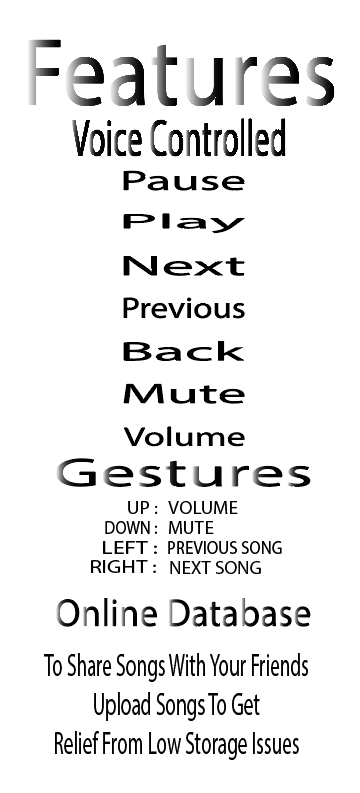 Features
Voice Controlled
Pause
Play
Next
Previous
Back
Mute
Volume
Gestures
UP : VOLUME
DOWN : MUTE
LEFT : PREVIOUS SONG
RIGHT : NEXT SONG
Online Database
To Share Songs With Your Friends
Upload Songs To Get
Relief From Low Storage Issues